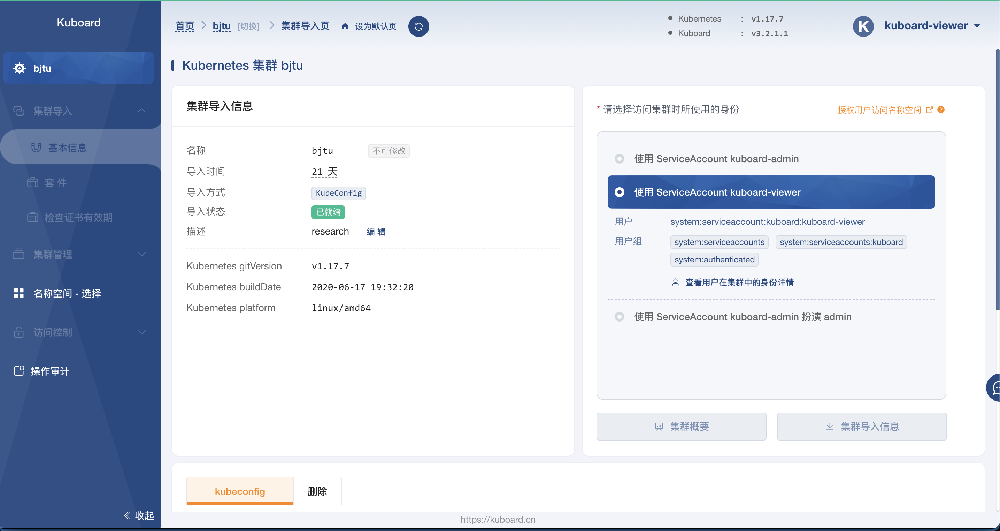 Kuboard
bjtu
集群导入
基本信息
套 件
检查证书有效期
集群管理
名称空间 - 选择
访问控制
操作审计
收起
首页 bjtu [切换] 集群导入页 设为默认页
Kubernetes : v1.17.7
Kuboard : v3.2.1.1
K kuboard-viewer
Kubernetes 集群 bjtu
集群导入信息
名称 bjtu 不可修改
导入时间 21 天
导入方式 KubeConfig
导入状态 已就绪
描述 research 编 辑
Kubernetes gitVersion v1.17.7
Kubernetes buildDate 2020-06-17 19:32:20
Kubernetes platform linux/amd64
* 请选择访问集群时所使用的身份 授权用户访问名称空间 ?
使用 ServiceAccount kuboard-admin
使用 ServiceAccount kuboard-viewer
用户 system:serviceaccount:kuboard:kuboard-viewer
用户组 system:serviceaccounts system:serviceaccounts:kuboard
system:authenticated
查看用户在集群中的身份详情
使用 ServiceAccount kuboard-admin 扮演 admin
集群概要 集群导入信息
kubeconfig 删除
https://kuboard.cn